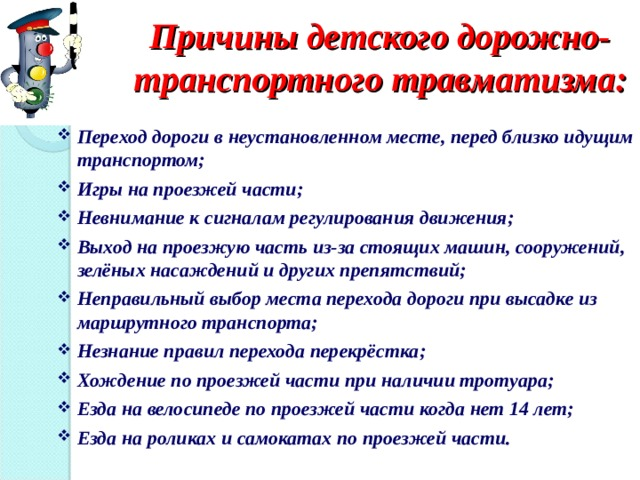 Причины детского дорожно-
транспортного травматизма:
❖ Переход дороги в неустановленном месте, перед близко идущим
транспортом;
❖ Игры на проезжей части;
❖ Невнимание к сигналам регулирования движения;
❖ Выход на проезжую часть из-за стоящих машин, сооружений,
зелёных насаждений и других препятствий;
❖ Неправильный выбор места перехода дороги при высадке из
маршрутного транспорта;
❖ Незнание правил перехода перекрёстка;
❖ Хождение по проезжей части при наличии тротуара;
❖ Езда на велосипеде по проезжей части когда нет 14 лет;
❖ Езда на роликах и самокатах по проезжей части.